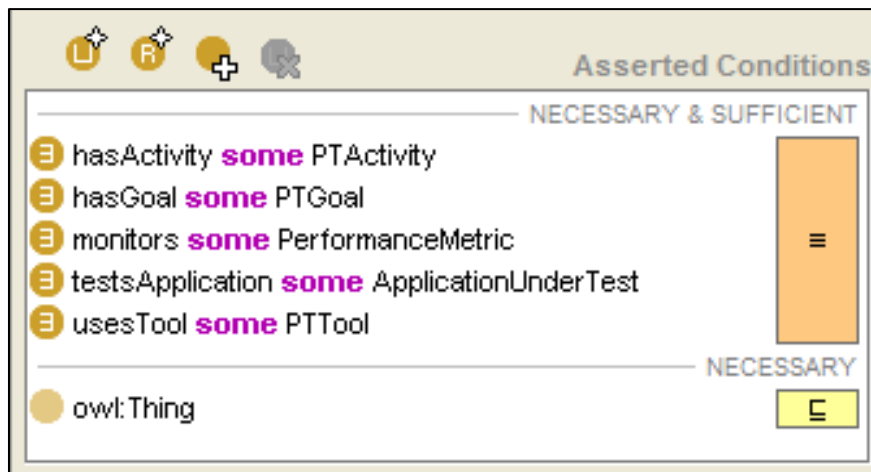 Asserted Conditions
NECESSARY & SUFFICIENT
∃ hasActivity some PTActivity
∃ hasGoal some PTGoal
∃ monitors some PerformanceMetric
≡
∃ testsApplication some ApplicationUnderTest
∃ usesTool some PTTool
NECESSARY
owl:Thing
⊑